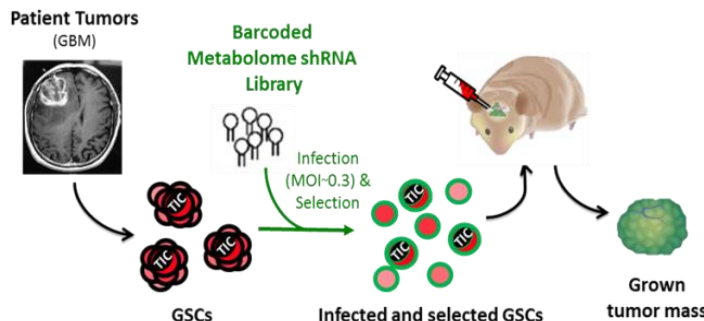 Patient Tumors
(GBM)
Barcoded
Metabolome shRNA
Library
Infection
(MOI~0.3) &
Selection
TIC
TIC
TIC
TIC
TIC
TIC
GSCs
Infected and selected GSCs
Grown
tumor mass